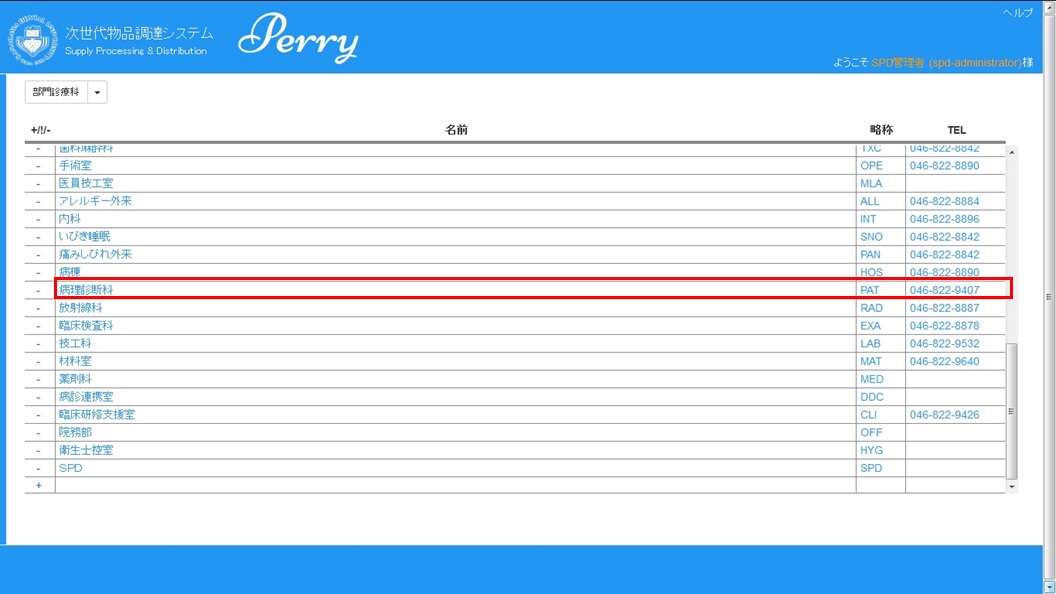 ヘルプ
次世代物品調達システム
Supply Processing & Distribution
Perry
ようこそ SPD管理者 (spd-administrator)様
部門診療科
+/!/- 名前 略称 TEL
- 歯科麻酔科 TXC 046-822-8842
- 手術室 OPE 046-822-8890
- 医員技工室 MLA
- アレルギー外来 ALL 046-822-8884
- 内科 INT 046-822-8896
- いびき睡眠 SNO 046-822-8842
- 痛みしびれ外来 PAN 046-822-8842
- 病棟 HOS 046-822-8890
- 病理診断科 PAT 046-822-9407
- 放射線科 RAD 046-822-8887
- 臨床検査科 EXA 046-822-8878
- 技工科 LAB 046-822-9532
- 材料室 MAT 046-822-9640
- 薬剤科 MED
- 病診連携室 DDC
- 臨床研修支援室 CLI 046-822-9426
- 院務部 OFF
- 衛生士控室 HYG
- SPD SPD
+